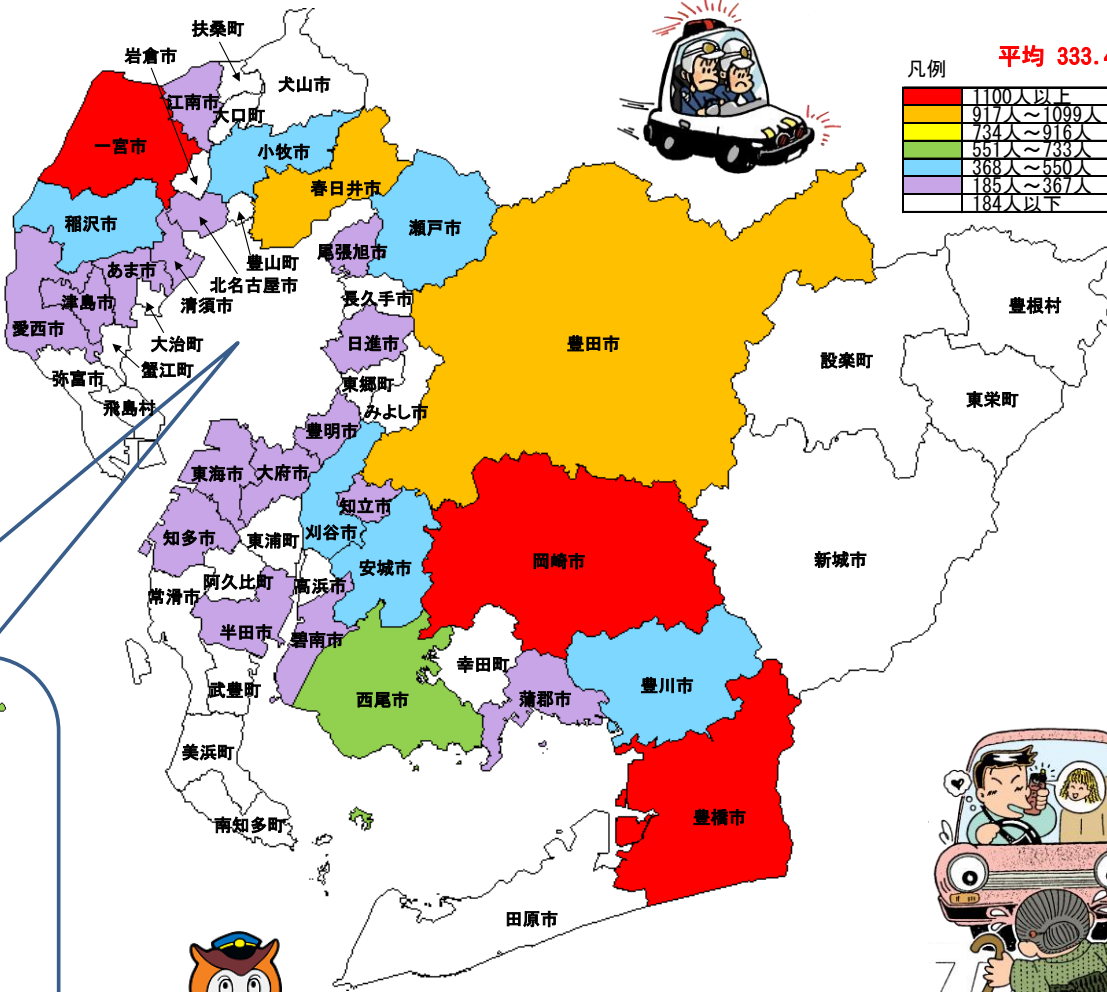 扶桑町
岩倉市
犬山市
江南市
大口町
一宮市
小牧市
春日井市
稲沢市
瀬戸市
豊山町
尾張旭市
北名古屋市
あま市
清須市
長久手市
津島市
愛西市
大治町
日進市
豊田市
豊根村
設楽町
蟹江町
弥富市
東郷町
東栄町
飛島村
みよし市
豊明市
東海市
大府市
知立市
刈谷市
知多市
東浦町
岡崎市
新城市
安城市
阿久比町
高浜市
常滑市
半田市
碧南市
幸田町
豊川市
武豊町
西尾市
蒲郡市
美浜町
豊橋市
南知多町
田原市
平均 333.4
凡例
1100人以上
917人～1099人
734人～916人
551人～733人
368人～550人
185人～367人
184人以下